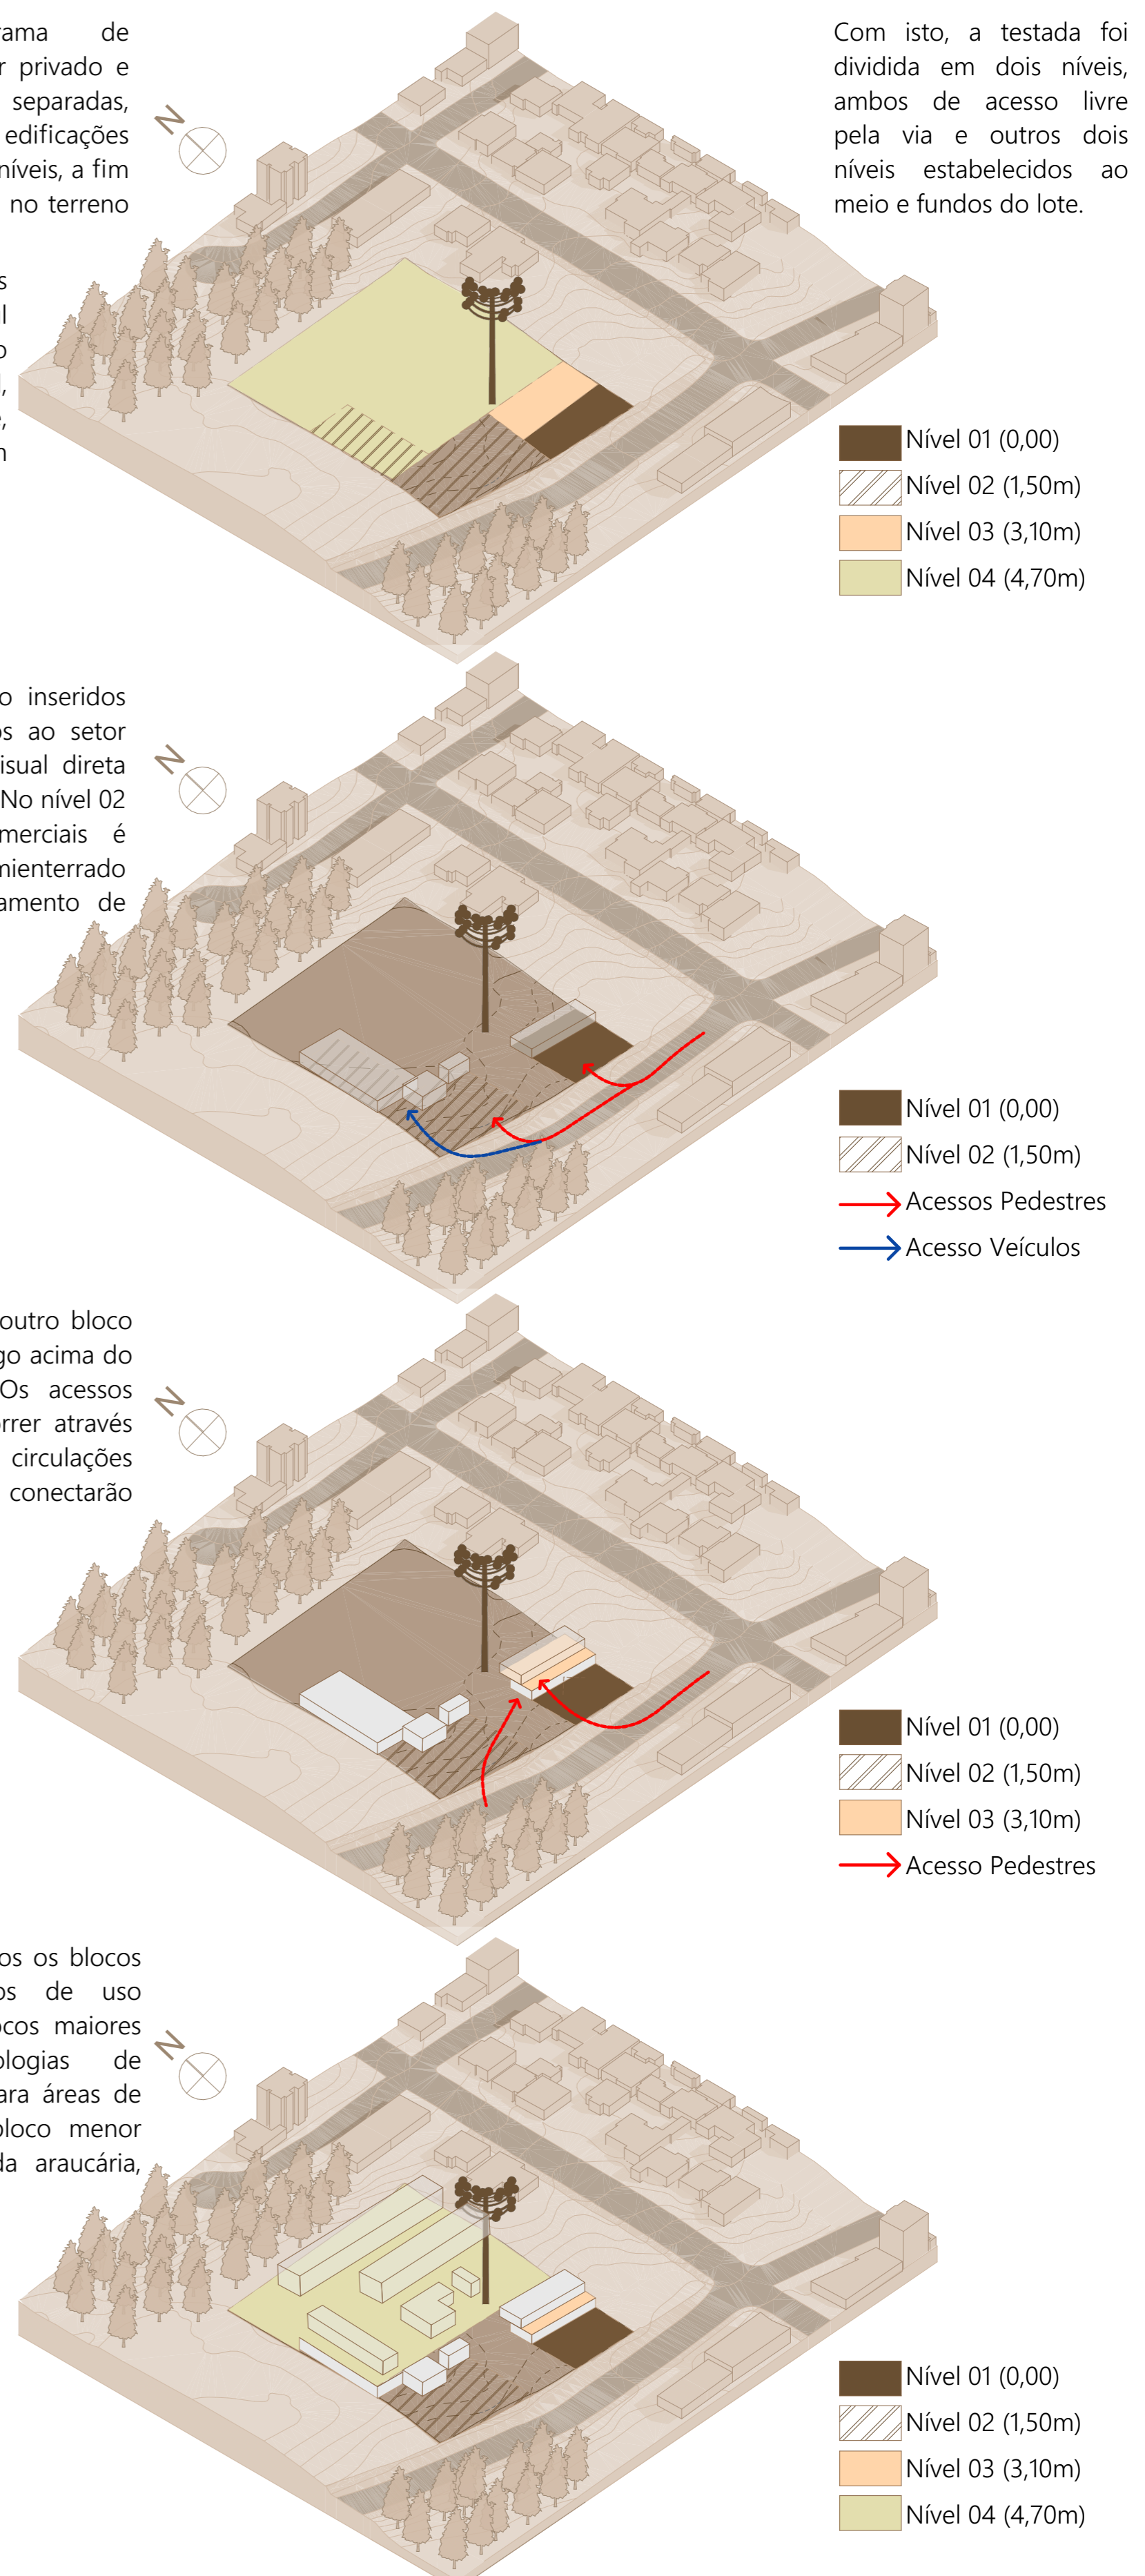 rama de
r privado e
separadas,
edificações
níveis, a fim
no terreno
s
l
o
l,
e,
Com isto, a testada foi
dividida em dois níveis,
ambos de acesso livre
pela via e outros dois
níveis estabelecidos ao
meio e fundos do lote.
N
Nível 01 (0,00)
Nível 02 (1,50m)
Nível 03 (3,10m)
Nível 04 (4,70m)
o inseridos
os ao setor
isual direta
No nível 02
merciais é
mienterrado
amento de
N
Nível 01 (0,00)
Nível 02 (1,50m)
Acessos Pedestres
Acesso Veículos
outro bloco
go acima do
Os acessos
orrer através
circulações
conectarão
N
Nível 01 (0,00)
Nível 02 (1,50m)
Nível 03 (3,10m)
Acesso Pedestres
os os blocos
os de uso
ocos maiores
ologias de
ara áreas de
bloco menor
da araucária,
N
Nível 01 (0,00)
Nível 02 (1,50m)
Nível 03 (3,10m)
Nível 04 (4,70m)